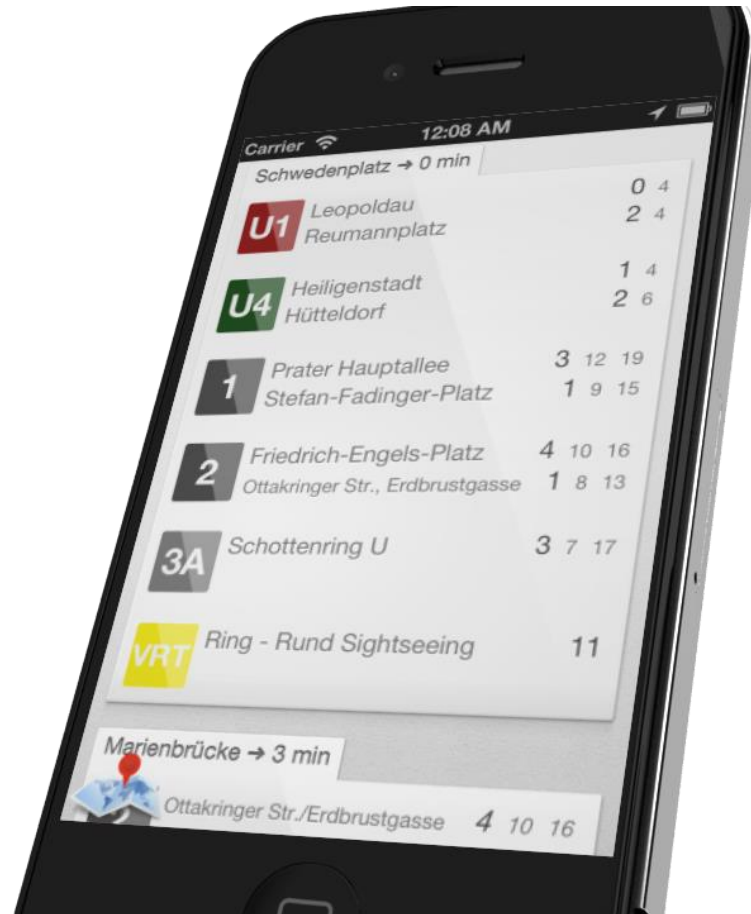 Carrier 12:08 AM
Schwedenplatz → 0 min
U1 Leopoldau 0 4
Reumannplatz 2 4
U4 Heiligenstadt 1 4
Hütteldorf 2 6
1 Prater Hauptallee 3 12 19
Stefan-Fadinger-Platz 1 9 15
2 Friedrich-Engels-Platz 4 10 16
Ottakringer Str., Erdbrustgasse 1 8 13
3A Schottenring U 3 7 17
VRT Ring - Rund Sightseeing 11
Marienbrücke → 3 min
Ottakringer Str./Erdbrustgasse 4 10 16